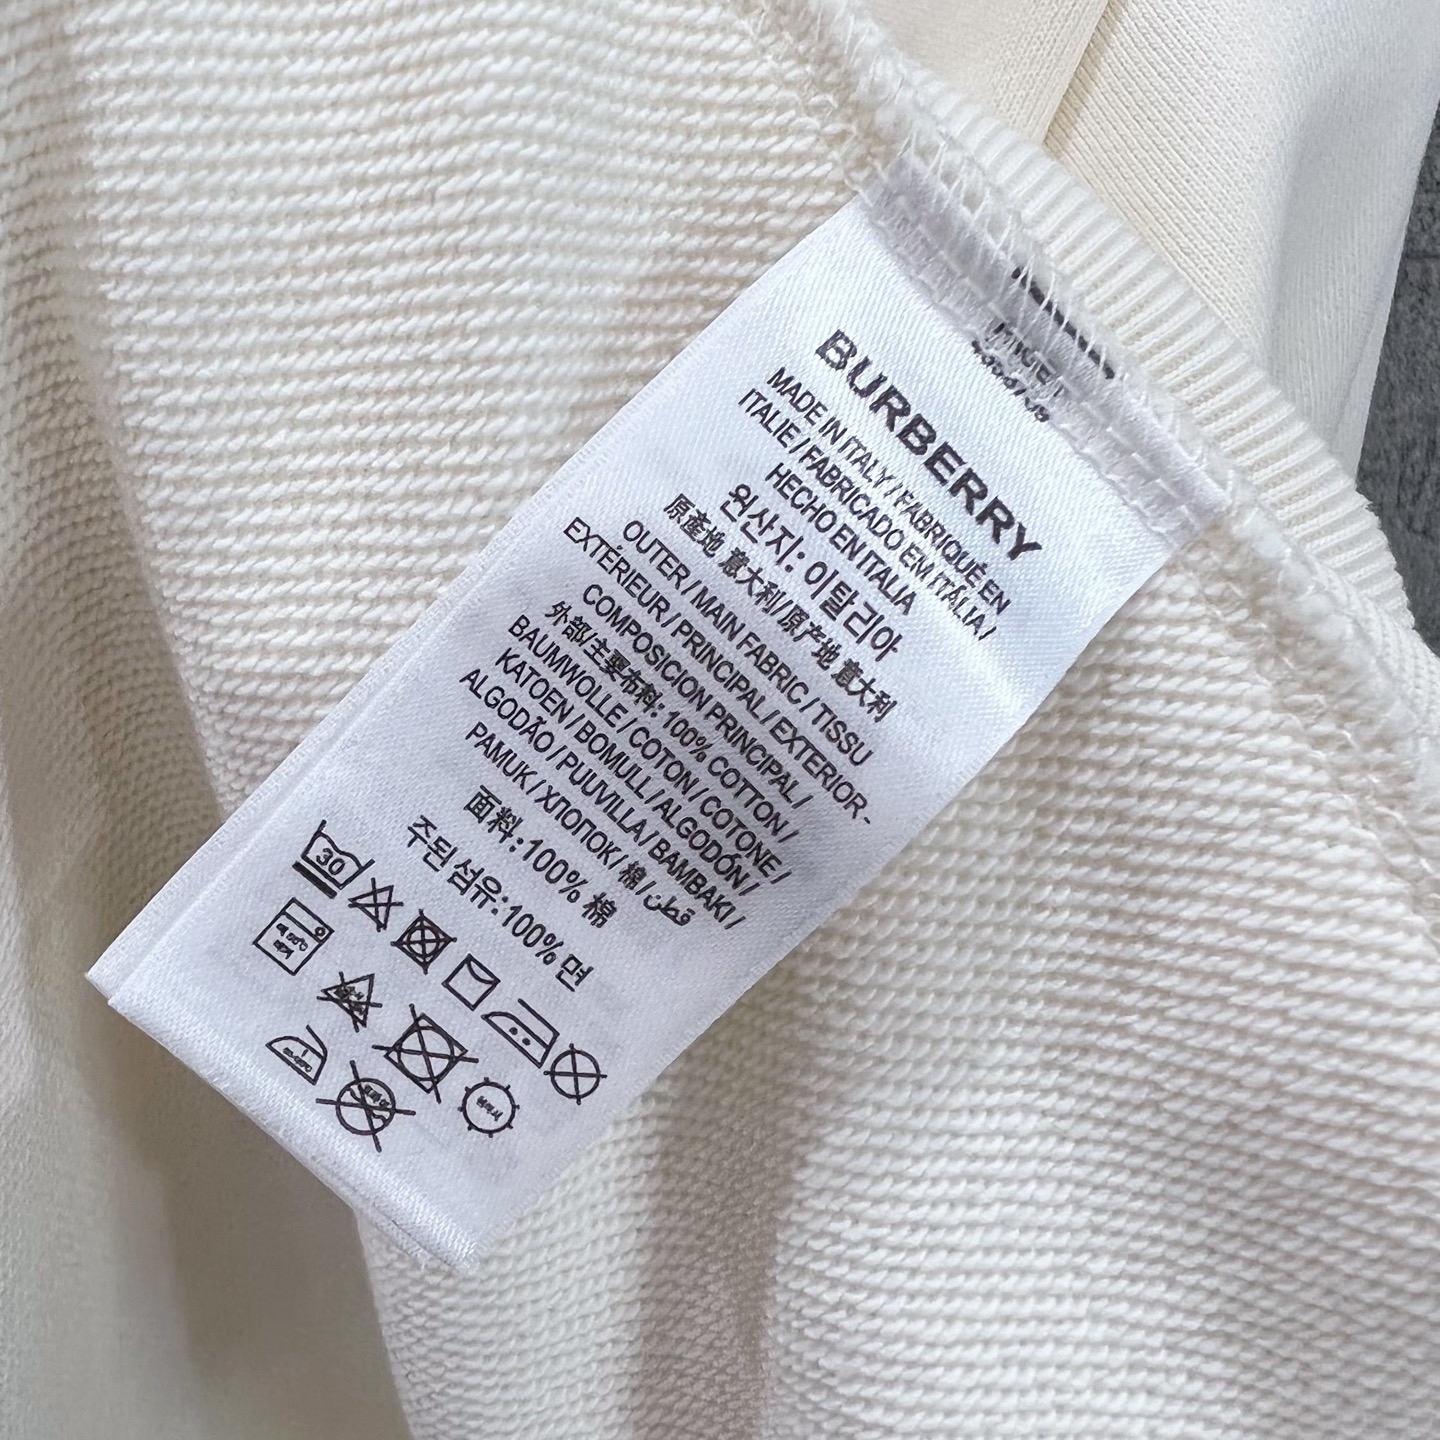 BURBERRY
MADE IN ITALY / FABRIQUÉ EN
ITALIE / FABRICADO EM ITÁLIA /
HECHO EN ITALIA
원산지: 이탈리아
原產地 意大利/原产地 意大利
OUTER / MAIN FABRIC / TISSU
EXTÉRIEUR / PRINCIPAL / EXTERIOR -
COMPOSICION PRINCIPAL /
外部/主要布料: 100% COTTON /
BAUMWOLLE / COTON / COTONE /
KATOEN / BOMULL / ALGODÓN /
ALGODÃO / PUUVILLA / BAMBAKI /
PAMUK / ХЛОПОК / 棉 / قطن
面料: 100% 棉
주된 섬유: 100% 면
30